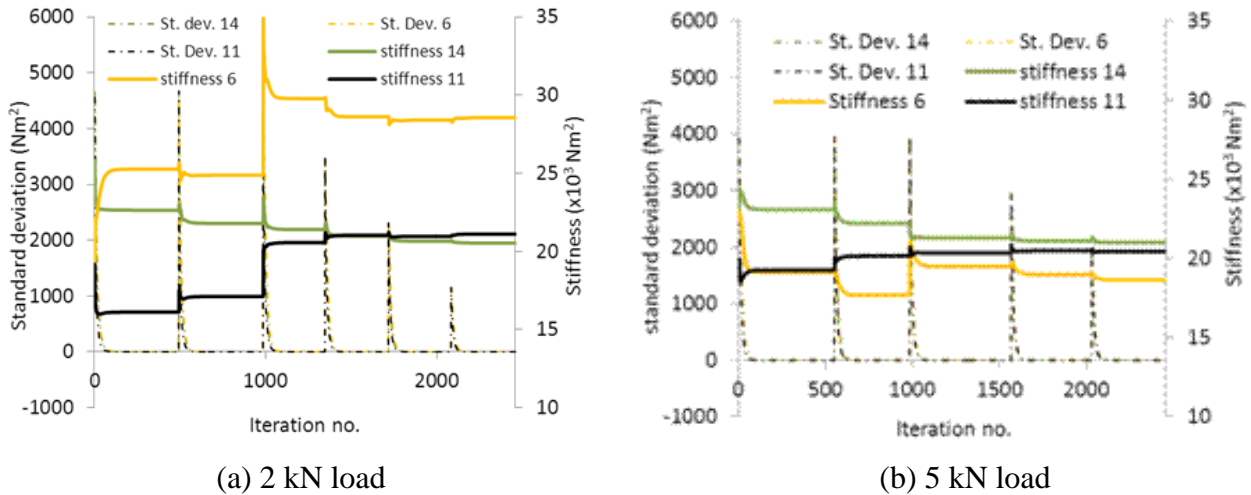 6000
5000
4000
3000
2000
1000
0
-1000
Standard deviation (Nm²)
St. dev. 14
St. Dev. 6
St. Dev. 11
stiffness 14
stiffness 6
stiffness 11
35
30
25
20
15
10
Stiffness (x10³ Nm²)
0
1000
2000
Iteration no.
(a) 2 kN load
6000
5000
4000
3000
2000
1000
0
-1000
standard deviation (Nm²)
St. Dev. 14
St. Dev. 6
St. Dev. 11
stiffness 14
Stiffness 6
stiffness 11
35
30
25
20
15
10
Stiffness (x10³ Nm²)
0
500
1000
1500
2000
Iteration no.
(b) 5 kN load